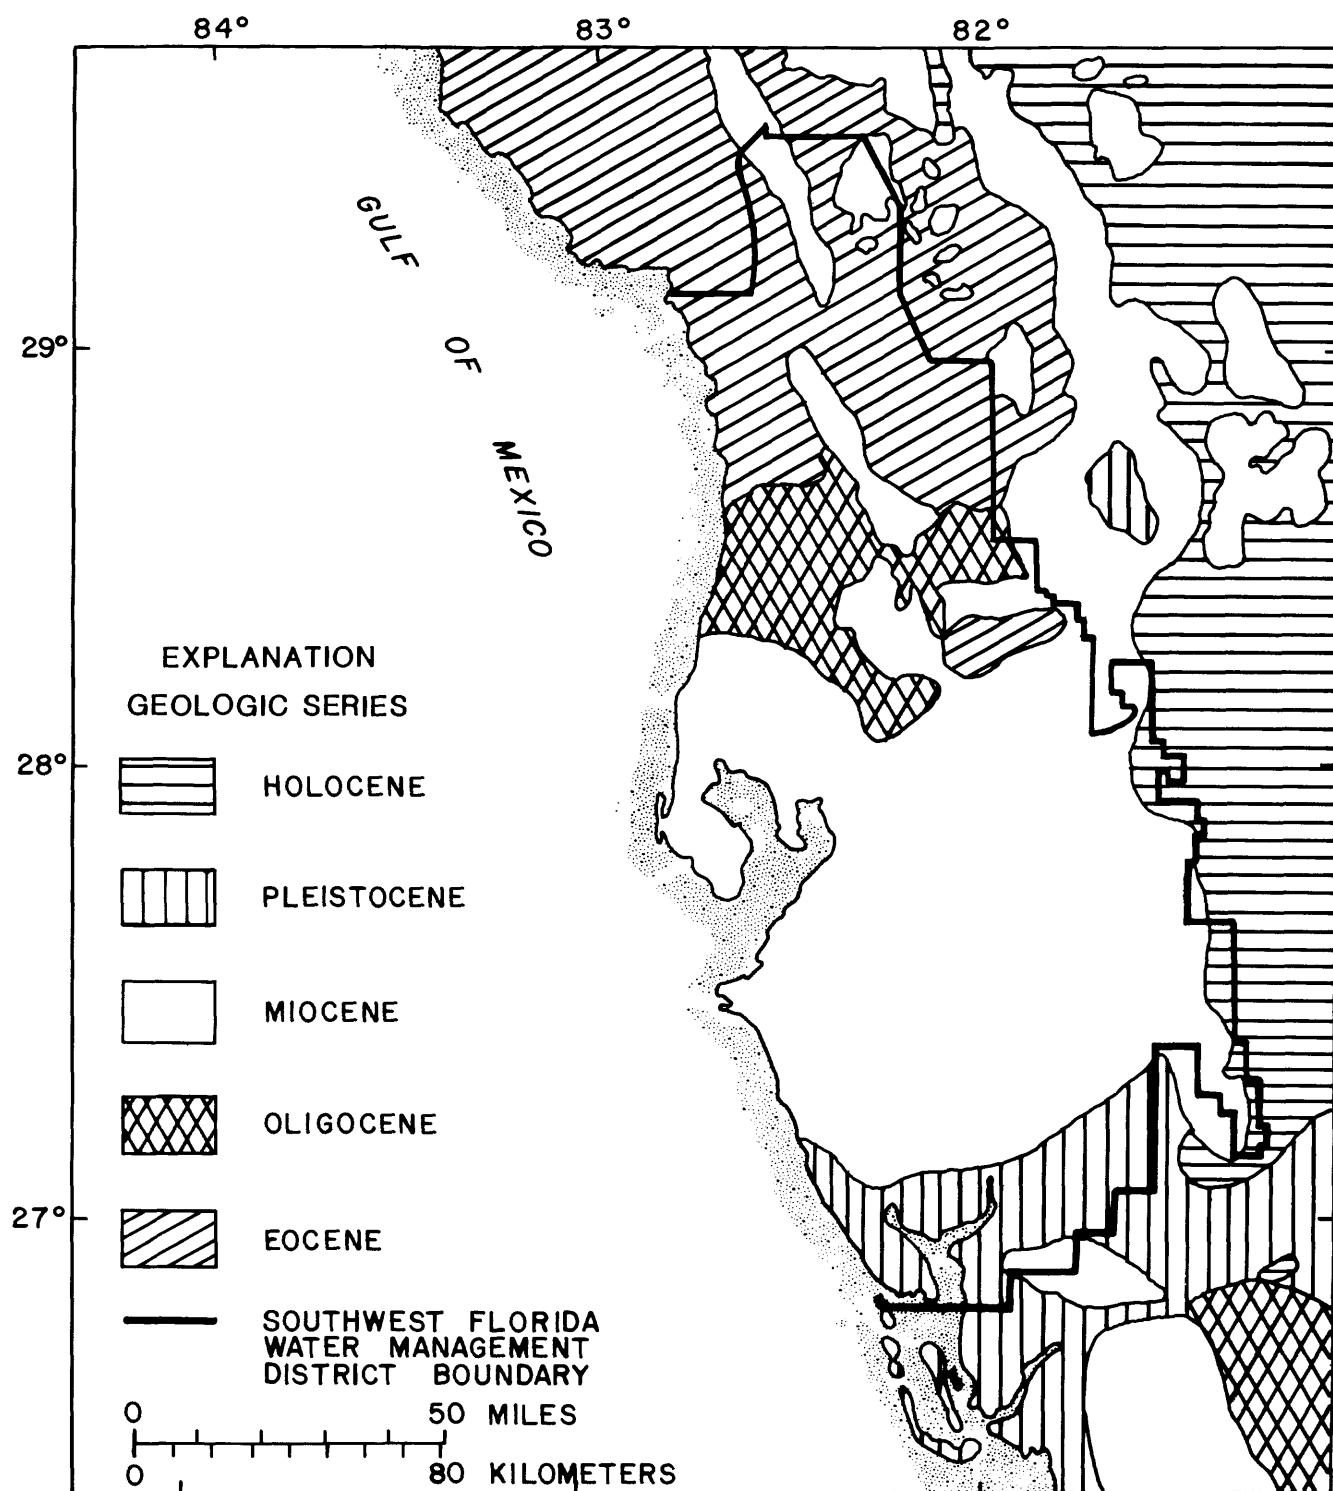 84° 83° 82°
GULF
OF
29°
MEXICO
EXPLANATION
GEOLOGIC SERIES
28°
HOLOCENE
PLEISTOCENE
MIOCENE
OLIGOCENE
27°
EOCENE
SOUTHWEST FLORIDA
WATER MANAGEMENT
DISTRICT BOUNDARY
0 50 MILES
0 80 KILOMETERS